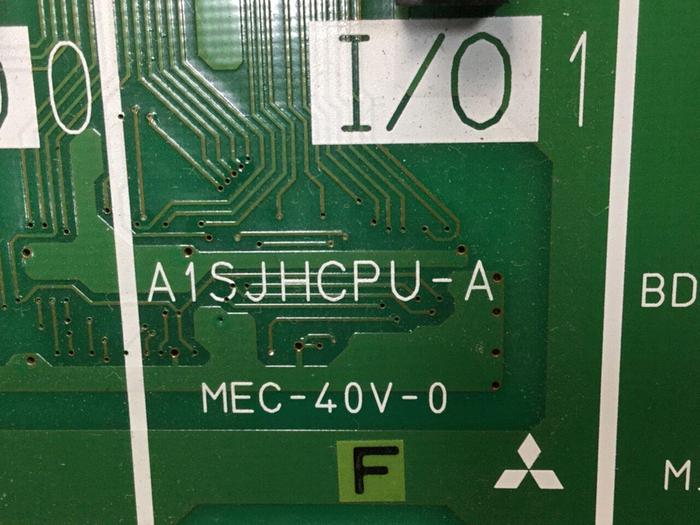 I/O 1
0
A1SJHCPU-A
BD
MEC-40V-0
F
M.